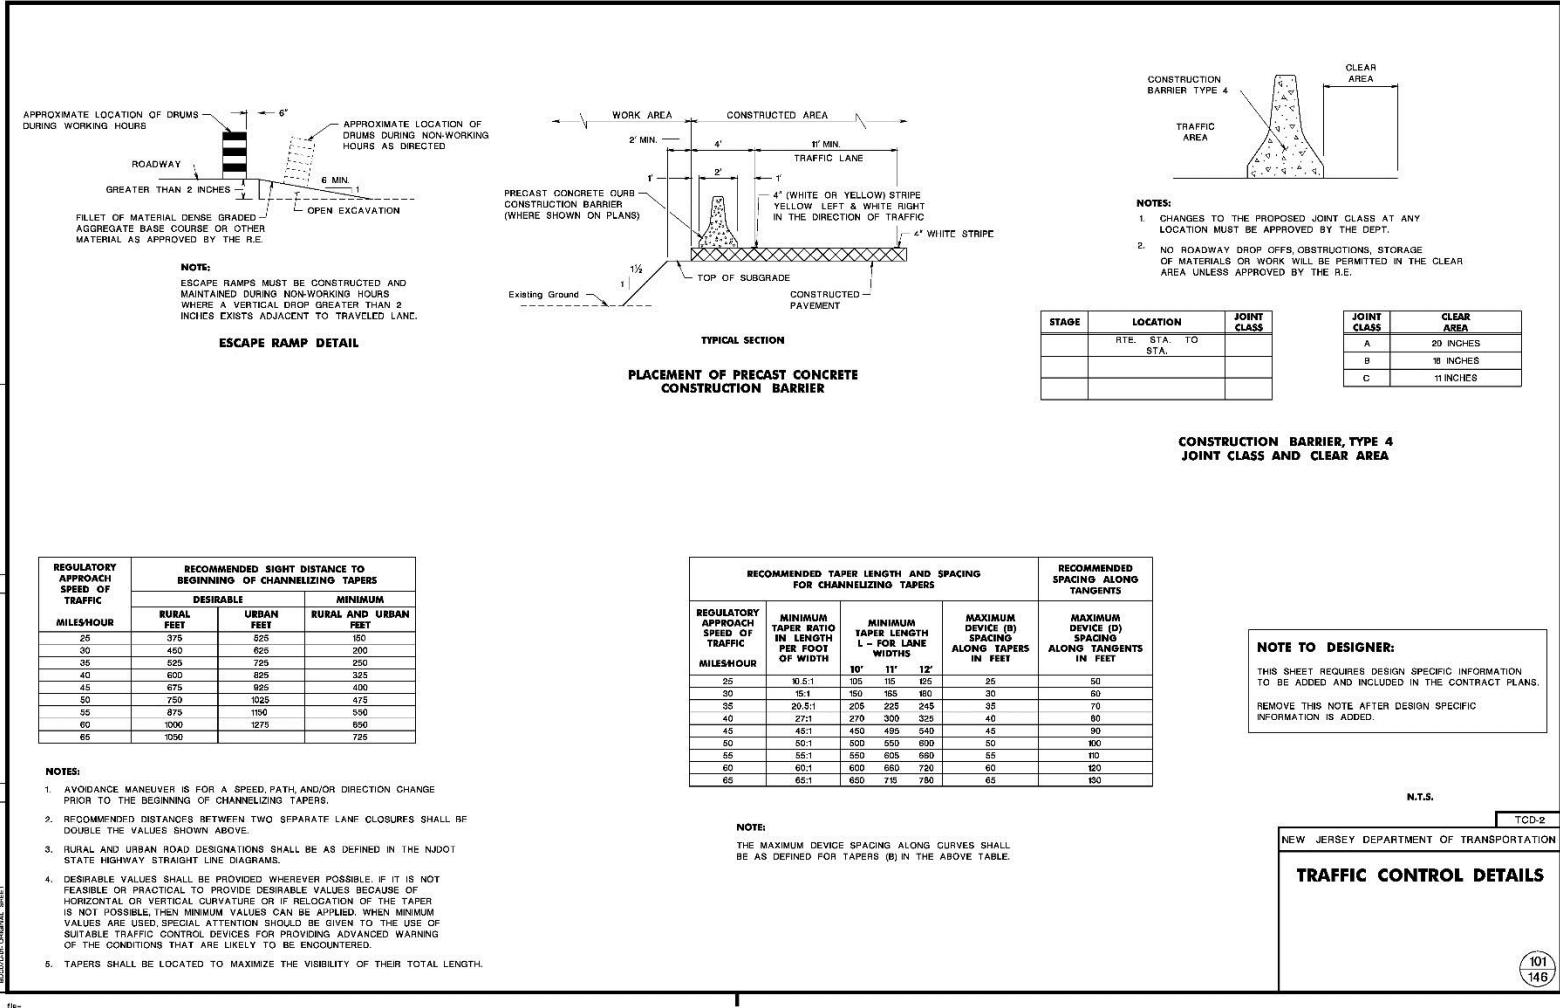 APPROXIMATE LOCATION OF DRUMS
DURING WORKING HOURS
6"
APPROXIMATE LOCATION OF
DRUMS DURING NON-WORKING
HOURS AS DIRECTED
ROADWAY
6 MIN.
1
GREATER THAN 2 INCHES
OPEN EXCAVATION
FILLET OF MATERIAL DENSE GRADED
AGGREGATE BASE COURSE OR OTHER
MATERIAL AS APPROVED BY THE R.E.
NOTE:
ESCAPE RAMPS MUST BE CONSTRUCTED AND
MAINTAINED DURING NON-WORKING HOURS
WHERE A VERTICAL DROP GREATER THAN 2
INCHES EXISTS ADJACENT TO TRAVELED LANE.
ESCAPE RAMP DETAIL
WORK AREA
CONSTRUCTED AREA
2' MIN.
4'
11' MIN.
TRAFFIC LANE
1'
2'
1'
PRECAST CONCRETE CURB
CONSTRUCTION BARRIER
(WHERE SHOWN ON PLANS)
4" (WHITE OR YELLOW) STRIPE
YELLOW LEFT & WHITE RIGHT
IN THE DIRECTION OF TRAFFIC
4" WHITE STRIPE
1½
1
TOP OF SUBGRADE
Existing Ground
CONSTRUCTED
PAVEMENT
TYPICAL SECTION
PLACEMENT OF PRECAST CONCRETE
CONSTRUCTION BARRIER
CONSTRUCTION
BARRIER TYPE 4
CLEAR
AREA
TRAFFIC
AREA
NOTES:
1. CHANGES TO THE PROPOSED JOINT CLASS AT ANY
LOCATION MUST BE APPROVED BY THE DEPT.
2. NO ROADWAY DROP OFFS, OBSTRUCTIONS, STORAGE
OF MATERIALS OR WORK WILL BE PERMITTED IN THE CLEAR
AREA UNLESS APPROVED BY THE R.E.
STAGE LOCATION JOINT CLASS
RTE. STA. TO
STA.
JOINT CLASS CLEAR AREA
A 20 INCHES
B 18 INCHES
C 11 INCHES
CONSTRUCTION BARRIER, TYPE 4
JOINT CLASS AND CLEAR AREA
REGULATORY APPROACH SPEED OF TRAFFIC MILES/HOUR
RECOMMENDED SIGHT DISTANCE TO
BEGINNING OF CHANNELIZING TAPERS
DESIRABLE MINIMUM
RURAL FEET URBAN FEET RURAL AND URBAN FEET
25 375 525 150
30 450 625 200
35 525 725 250
40 600 825 325
45 675 925 400
50 750 1025 475
55 875 1150 550
60 1000 1275 650
65 1050 725
NOTES:
1. AVOIDANCE MANEUVER IS FOR A SPEED, PATH, AND/OR DIRECTION CHANGE
PRIOR TO THE BEGINNING OF CHANNELIZING TAPERS.
2. RECOMMENDED DISTANCES BETWEEN TWO SEPARATE LANE CLOSURES SHALL BE
DOUBLE THE VALUES SHOWN ABOVE.
3. RURAL AND URBAN ROAD DESIGNATIONS SHALL BE AS DEFINED IN THE NJDOT
STATE HIGHWAY STRAIGHT LINE DIAGRAMS.
4. DESIRABLE VALUES SHALL BE PROVIDED WHEREVER POSSIBLE. IF IT IS NOT
FEASIBLE OR PRACTICAL TO PROVIDE DESIRABLE VALUES BECAUSE OF
HORIZONTAL OR VERTICAL CURVATURE OR IF RELOCATION OF THE TAPER
IS NOT POSSIBLE, THEN MINIMUM VALUES CAN BE APPLIED. WHEN MINIMUM
VALUES ARE USED, SPECIAL ATTENTION SHOULD BE GIVEN TO THE USE OF
SUITABLE TRAFFIC CONTROL DEVICES FOR PROVIDING ADVANCED WARNING
OF THE CONDITIONS THAT ARE LIKELY TO BE ENCOUNTERED.
5. TAPERS SHALL BE LOCATED TO MAXIMIZE THE VISIBILITY OF THEIR TOTAL LENGTH.
RECOMMENDED TAPER LENGTH AND SPACING
FOR CHANNELIZING TAPERS
RECOMMENDED
SPACING ALONG
TANGENTS
REGULATORY APPROACH SPEED OF TRAFFIC MILES/HOUR
MINIMUM TAPER RATIO IN LENGTH PER FOOT OF WIDTH
MINIMUM TAPER LENGTH L - FOR LANE WIDTHS
10' 11' 12'
MAXIMUM DEVICE (B) SPACING ALONG TAPERS IN FEET
MAXIMUM DEVICE (D) SPACING ALONG TANGENTS IN FEET
25 10.5:1 105 115 125 25 50
30 15:1 150 165 180 30 60
35 20.5:1 205 225 245 35 70
40 27:1 270 300 325 40 80
45 45:1 450 495 540 45 90
50 50:1 500 550 600 50 100
55 55:1 550 605 660 55 110
60 60:1 600 660 720 60 120
65 65:1 650 715 780 65 130
NOTE:
THE MAXIMUM DEVICE SPACING ALONG CURVES SHALL
BE AS DEFINED FOR TAPERS (B) IN THE ABOVE TABLE.
NOTE TO DESIGNER:
THIS SHEET REQUIRES DESIGN SPECIFIC INFORMATION
TO BE ADDED AND INCLUDED IN THE CONTRACT PLANS.
REMOVE THIS NOTE AFTER DESIGN SPECIFIC
INFORMATION IS ADDED.
N.T.S.
TCD-2
NEW JERSEY DEPARTMENT OF TRANSPORTATION
TRAFFIC CONTROL DETAILS
101
146